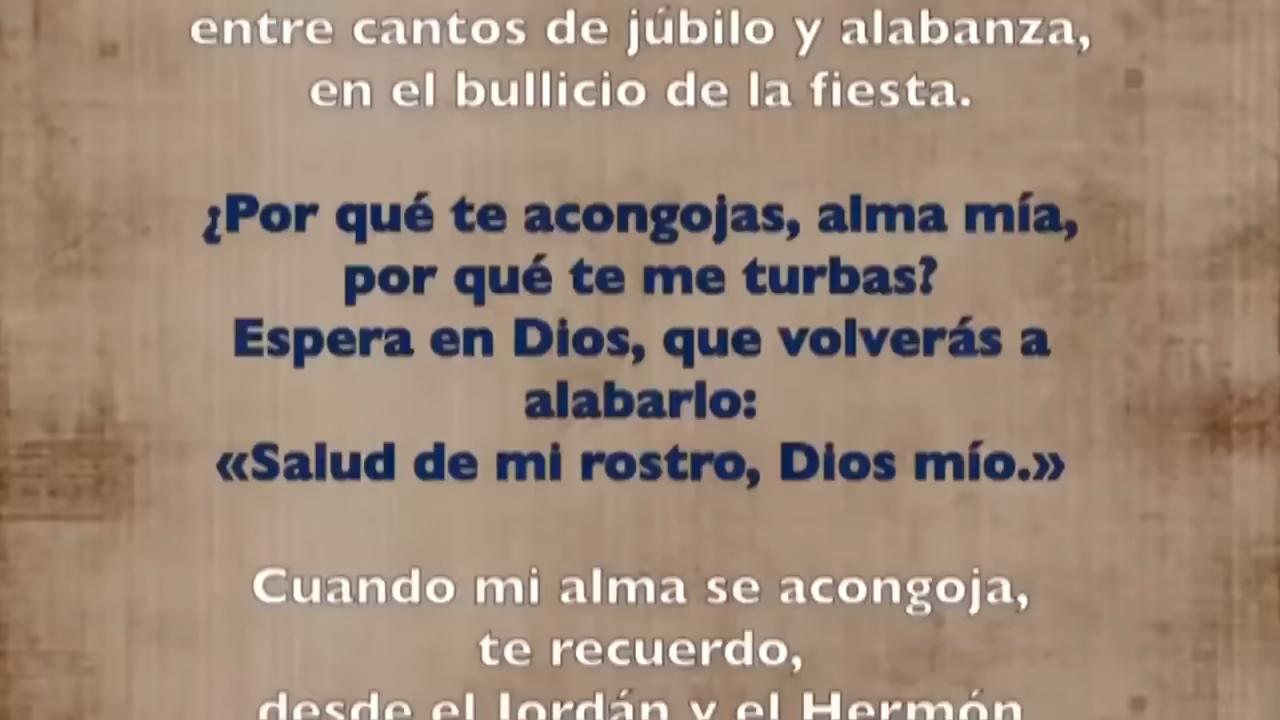 entre cantos de júbilo y alabanza,
en el bullicio de la fiesta.
¿Por qué te acongojas, alma mía,
por qué te me turbas?
Espera en Dios, que volverás a
alabarlo:
«Salud de mi rostro, Dios mío.»
Cuando mi alma se acongoja,
te recuerdo,
desde el Jordán y el Hermón